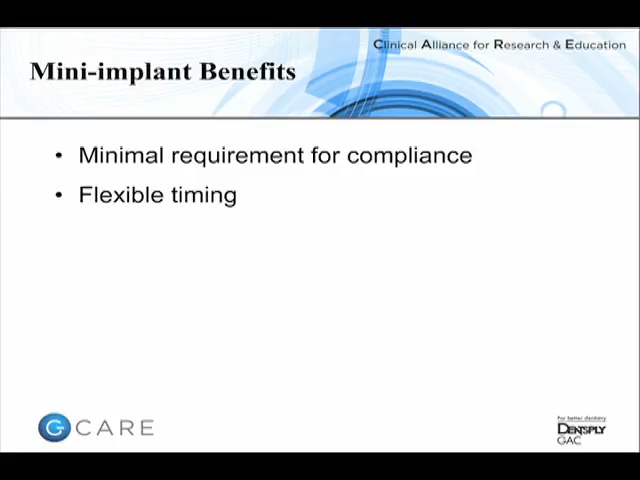 Clinical Alliance for Research & Education
Mini-implant Benefits
• Minimal requirement for compliance
• Flexible timing
G CARE
For better dentistry
DENTSPLY
GAC